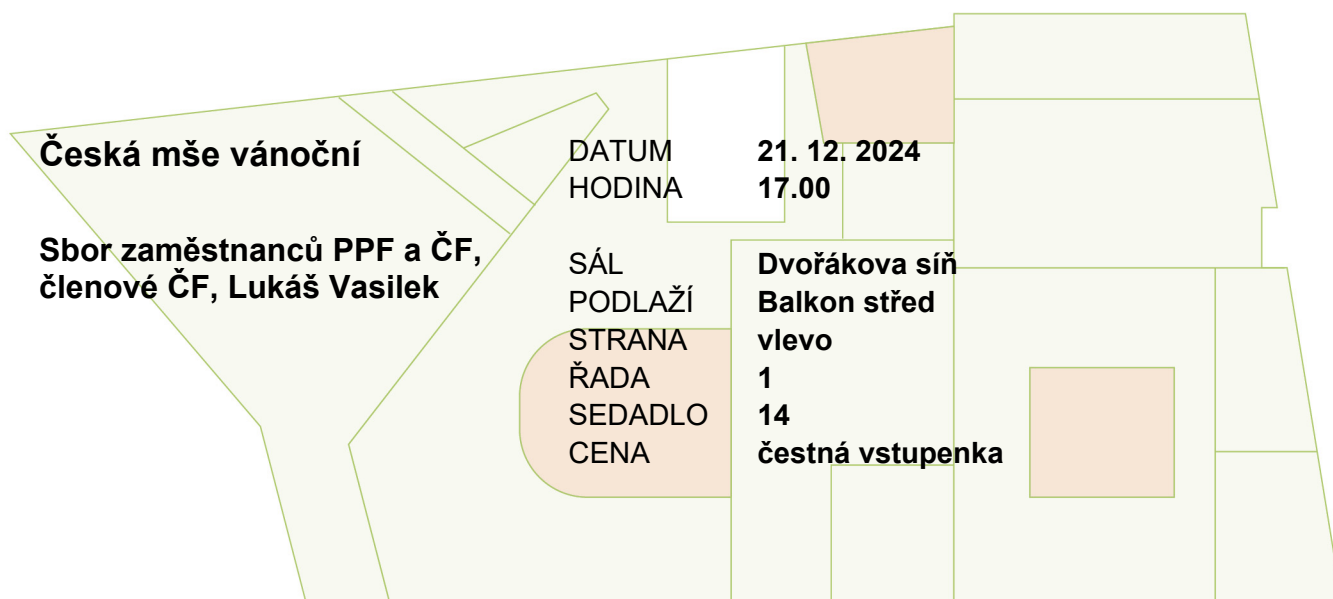 Česká mše vánoční
Sbor zaměstnanců PPF a ČF,
členové ČF, Lukáš Vasilek
DATUM 21. 12. 2024
HODINA 17.00
SÁL Dvořákova síň
PODLAŽÍ Balkon střed
STRANA vlevo
ŘADA 1
SEDADLO 14
CENA čestná vstupenka